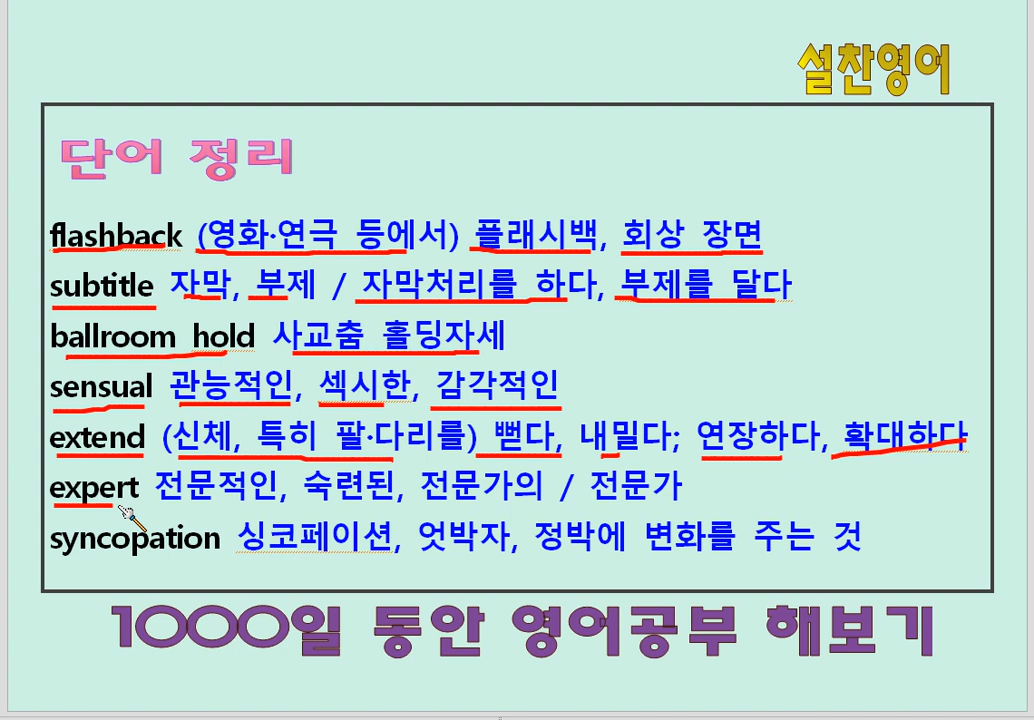 설찬영어
단어 정리
flashback (영화·연극 등에서) 플래시백, 회상 장면
subtitle 자막, 부제 / 자막처리를 하다, 부제를 달다
ballroom hold 사교춤 홀딩자세
sensual 관능적인, 섹시한, 감각적인
extend (신체, 특히 팔·다리를) 뻗다, 내밀다; 연장하다, 확대하다
expert 전문적인, 숙련된, 전문가의 / 전문가
syncopation 싱코페이션, 엇박자, 정박에 변화를 주는 것
1000일 동안 영어공부 해보기